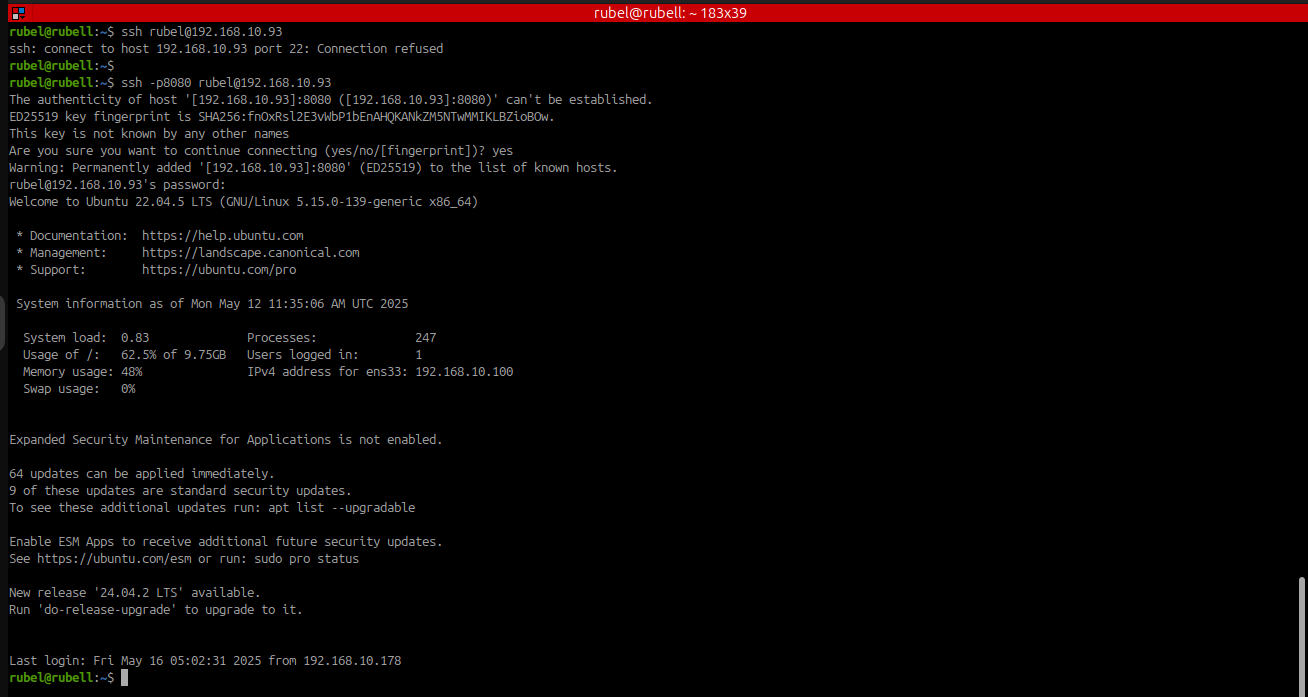 rubel@rubell: ~ 183x39
rubel@rubell:~$ ssh rubel@192.168.10.93
ssh: connect to host 192.168.10.93 port 22: Connection refused
rubel@rubell:~$
rubel@rubell:~$ ssh -p8080 rubel@192.168.10.93
The authenticity of host '[192.168.10.93]:8080 ([192.168.10.93]:8080)' can't be established.
ED25519 key fingerprint is SHA256:fnOxRsl2E3vWbP1bEnAHQKANkZM5NTwMMIKLBZioBOw.
This key is not known by any other names
Are you sure you want to continue connecting (yes/no/[fingerprint])? yes
Warning: Permanently added '[192.168.10.93]:8080' (ED25519) to the list of known hosts.
rubel@192.168.10.93's password:
Welcome to Ubuntu 22.04.5 LTS (GNU/Linux 5.15.0-139-generic x86_64)
* Documentation:  https://help.ubuntu.com
* Management:     https://landscape.canonical.com
* Support:        https://ubuntu.com/pro
System information as of Mon May 12 11:35:06 AM UTC 2025
System load:  0.83              Processes:              247
Usage of /:   62.5% of 9.75GB   Users logged in:        1
Memory usage: 48%               IPv4 address for ens33: 192.168.10.100
Swap usage:   0%
Expanded Security Maintenance for Applications is not enabled.
64 updates can be applied immediately.
9 of these updates are standard security updates.
To see these additional updates run: apt list --upgradable
Enable ESM Apps to receive additional future security updates.
See https://ubuntu.com/esm or run: sudo pro status
New release '24.04.2 LTS' available.
Run 'do-release-upgrade' to upgrade to it.
Last login: Fri May 16 05:02:31 2025 from 192.168.10.178
rubel@rubell:~$